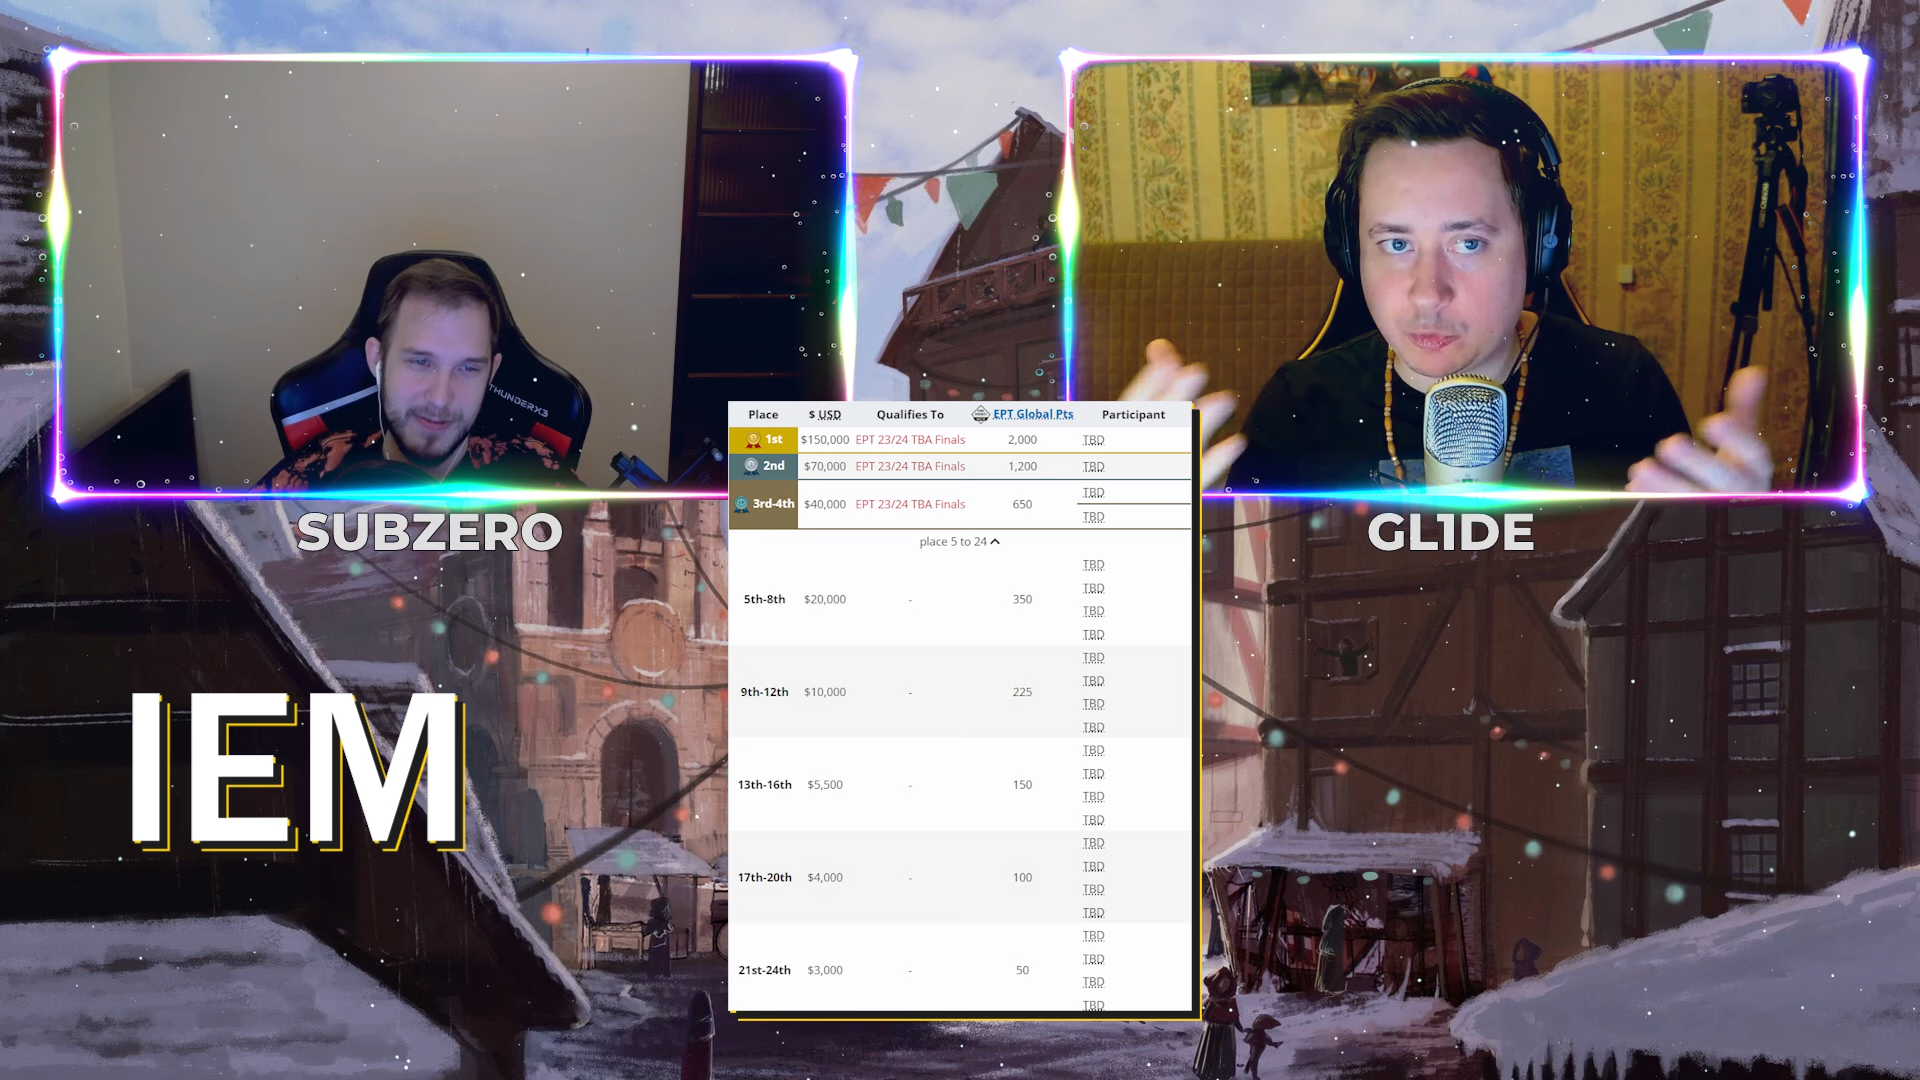 THUNDERX3
SUBZERO
GL1DE
IEM
Place $ USD Qualifies To EPT Global Pts Participant
1st $150,000 EPT 23/24 TBA Finals 2,000 TBD
2nd $70,000 EPT 23/24 TBA Finals 1,200 TBD
3rd-4th $40,000 EPT 23/24 TBA Finals 650 TBD
TBD
place 5 to 24
5th-8th $20,000 - 350 TBD
TBD
TBD
TBD
9th-12th $10,000 - 225 TBD
TBD
TBD
TBD
13th-16th $5,500 - 150 TBD
TBD
TBD
TBD
17th-20th $4,000 - 100 TBD
TBD
TBD
TBD
21st-24th $3,000 - 50 TBD
TBD
TBD
TBD